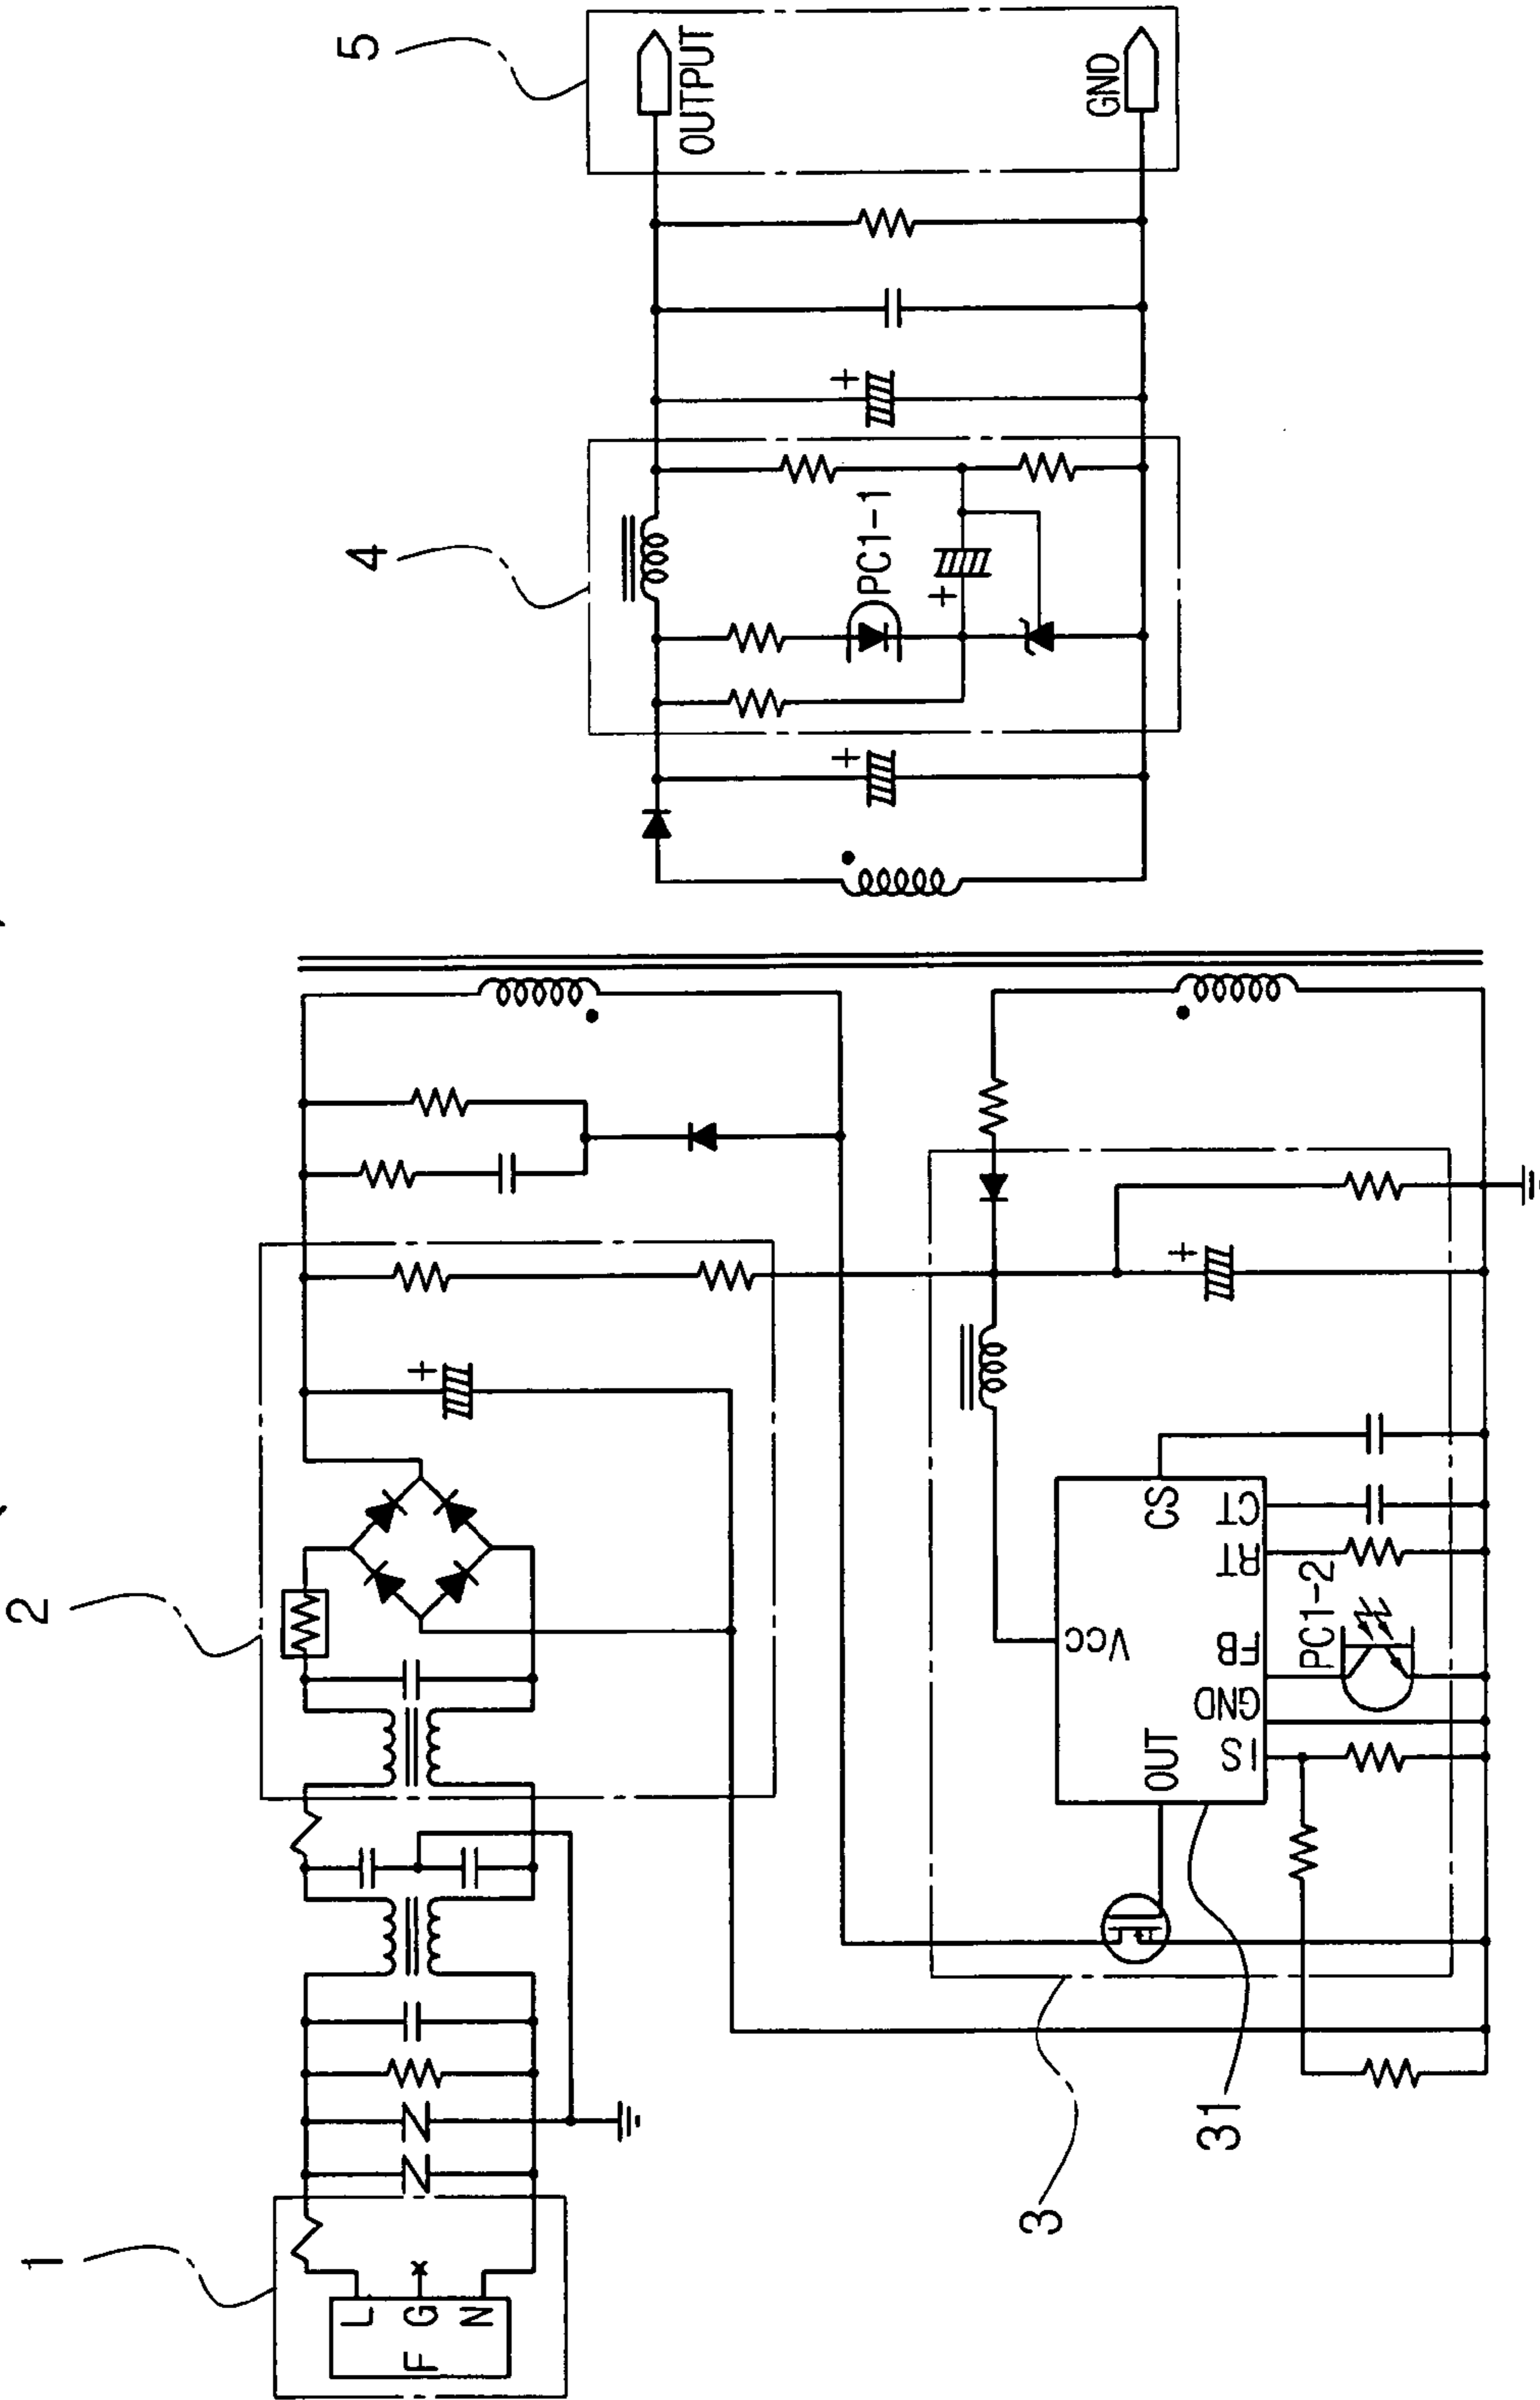 1
2
3
31
4
5
F
L
G
N
OUT
IS
GND
FB
RT
CT
CS
Vcc
PC1-2
PC1-1
+
+
+
+
+
OUTPUT
GND